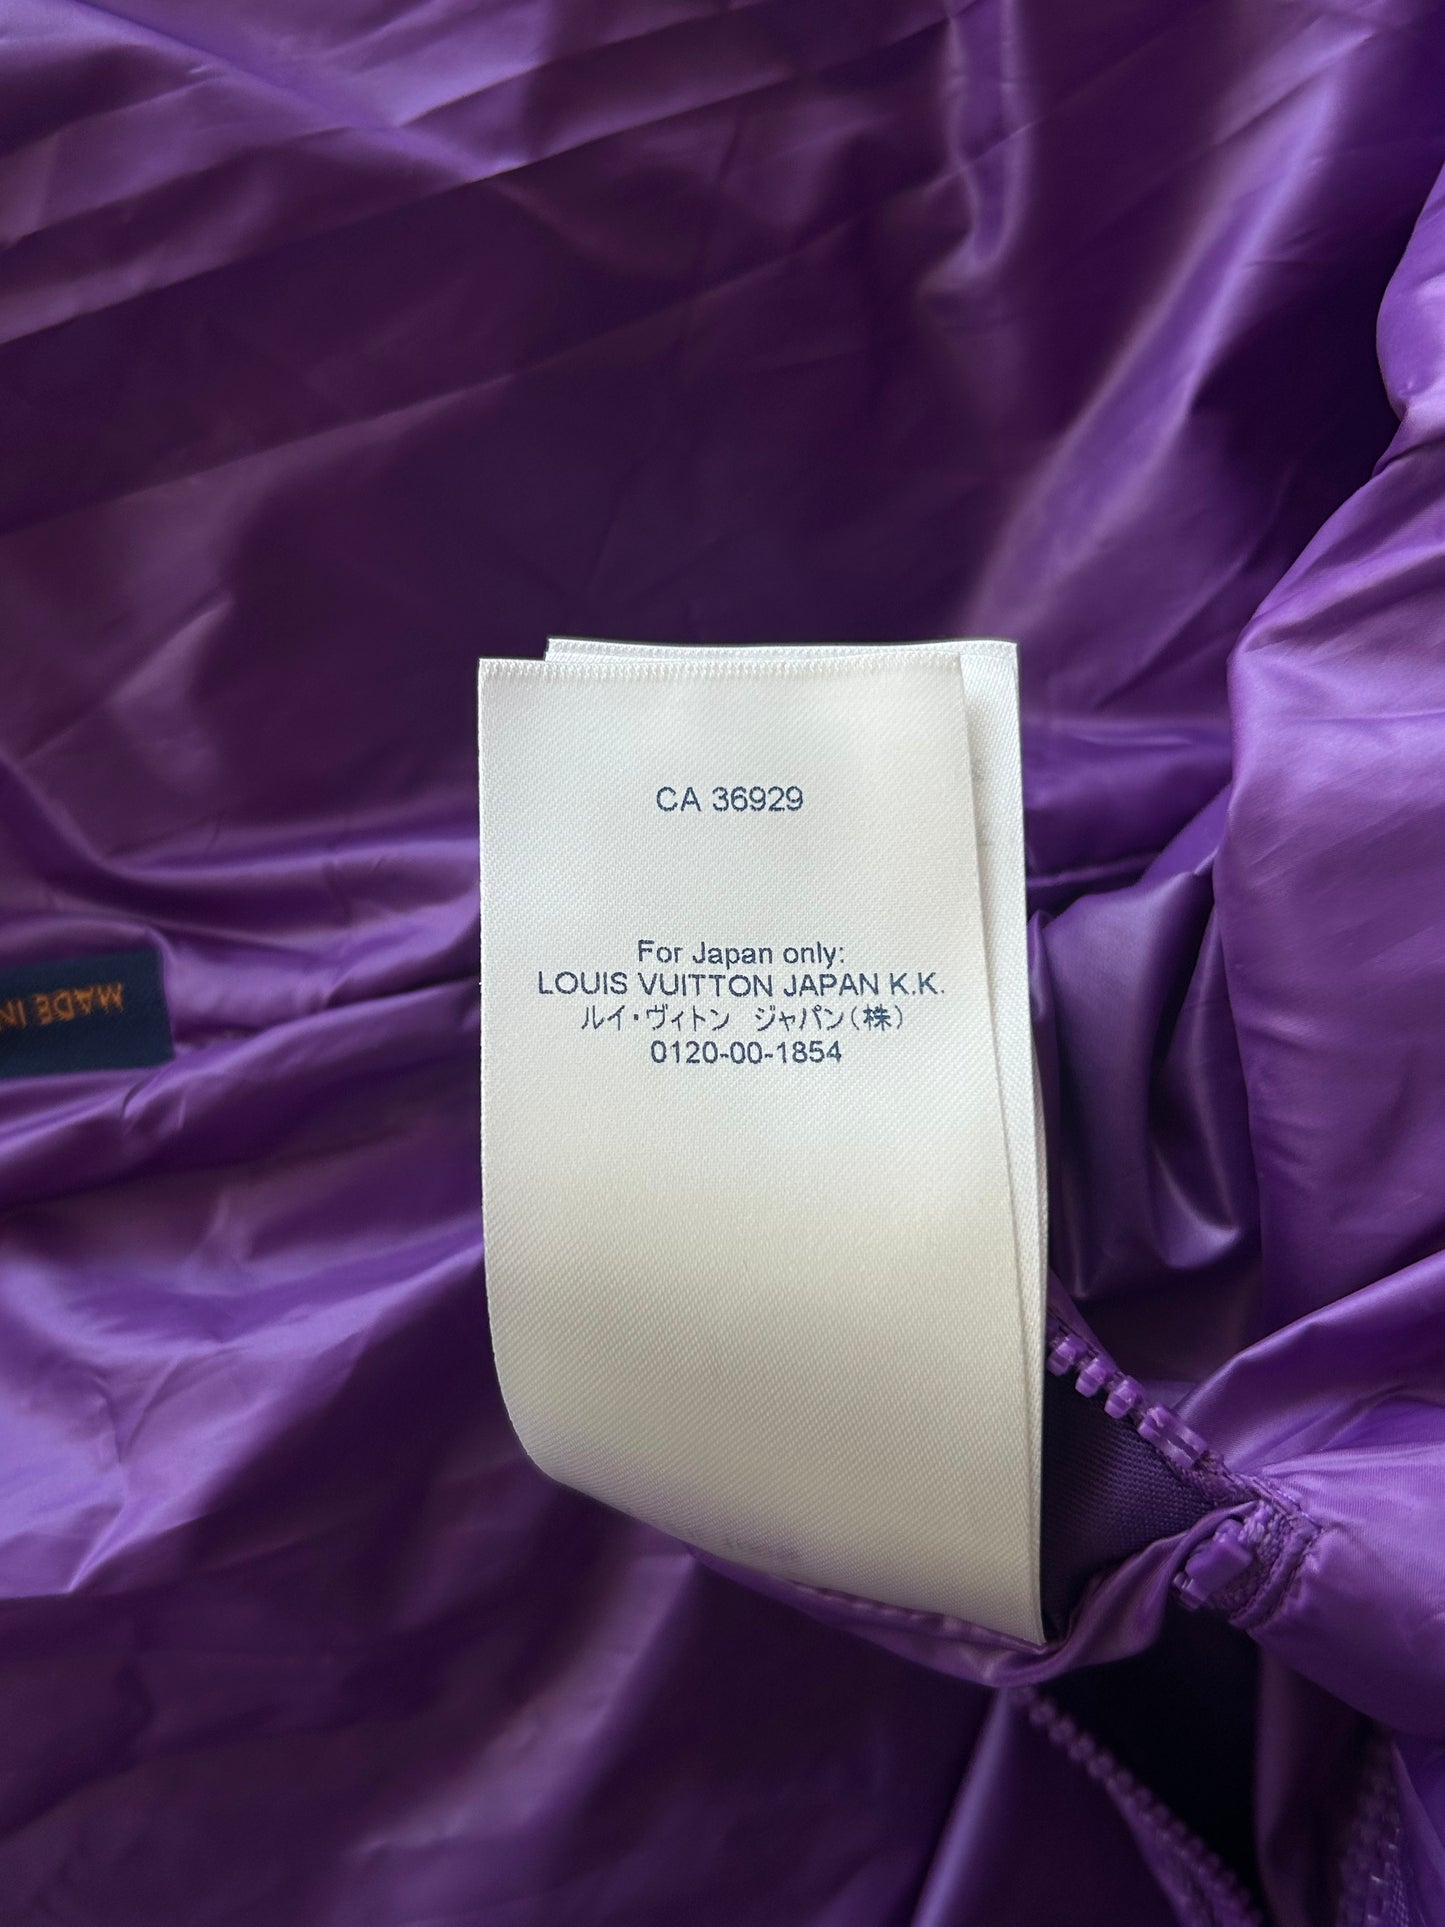 CA 36929
For Japan only:
LOUIS VUITTON JAPAN K.K.
ルイ・ヴィトン ジャパン(株)
0120-00-1854
MADE IN